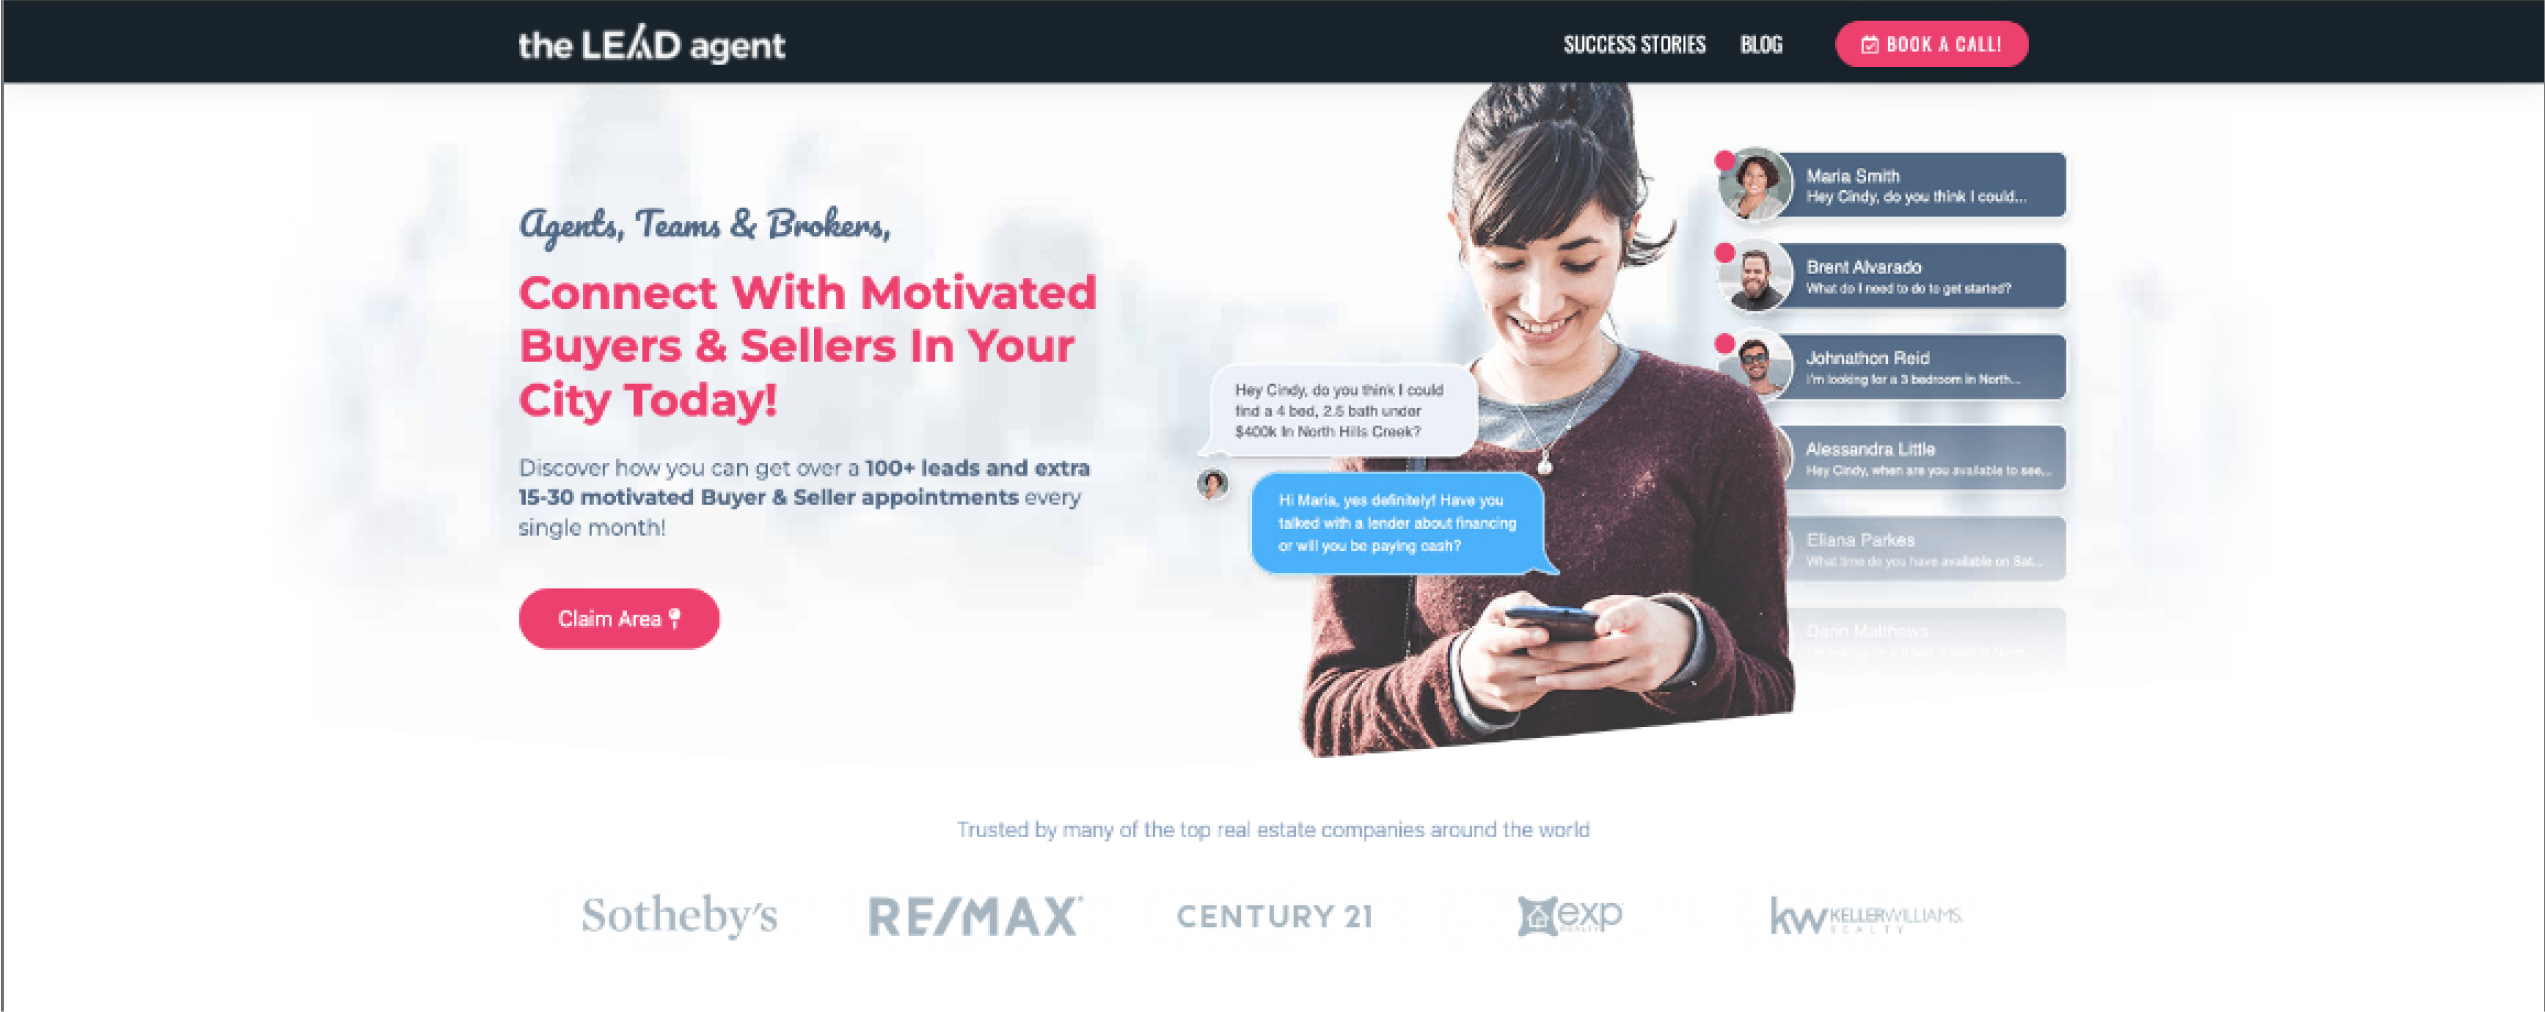 the LEAD agent
SUCCESS STORIES
BLOG
BOOK A CALL!
Agents, Teams & Brokers,
Connect With Motivated
Buyers & Sellers In Your
City Today!
Discover how you can get over a 100+ leads and extra
15-30 motivated Buyer & Seller appointments every
single month!
Claim Area
Hey Cindy, do you think I could
find a 4 bed, 2.5 bath under
$400k in North Hills Creek?
Hi Maria, yes definitely! Have you
talked with a lender about financing
or will you be paying cash?
Maria Smith
Hey Cindy, do you think I could...
Brent Alvarado
What do I need to do to get started?
Johnathon Reid
I'm looking for a 3 bedroom in North...
Alessandra Little
Hey Cindy, when are you available to see...
Eliana Parkes
What time do you have available on Sat...
Darin Matthews
Trusted by many of the top real estate companies around the world
Sotheby's
RE/MAX
CENTURY 21
exp
REALTY
kw KELLERWILLIAMS.
REALTY